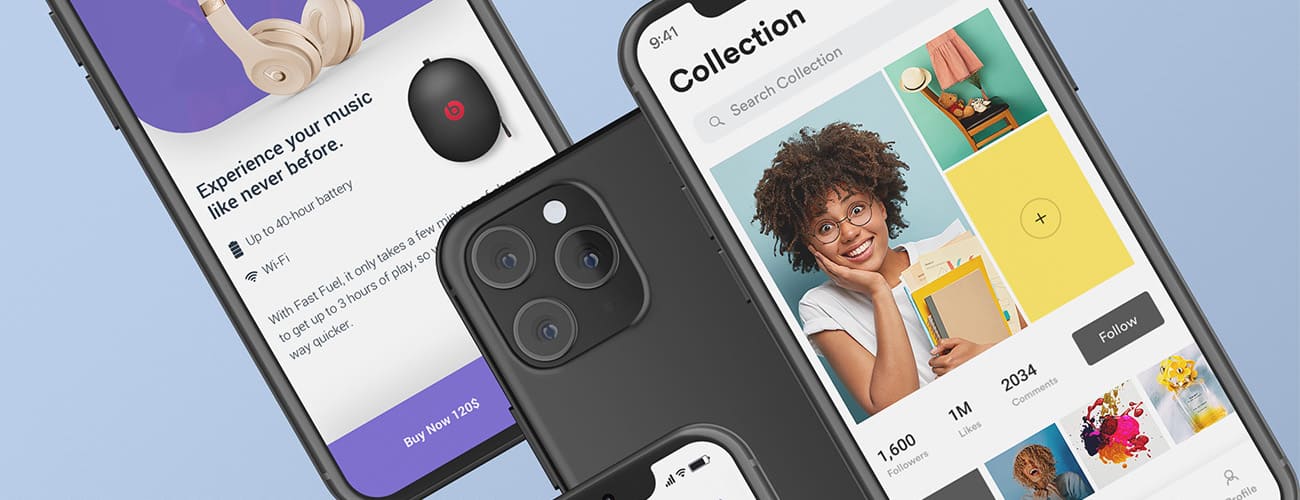 Experience your music
like never before.
Up to 40-hour battery
Wi-Fi
With Fast Fuel, it only takes a few
to get up to 3 hours of play, so
way quicker.
Buy Now 120$
9:41
Collection
Search Collection
Follow
1,600
Followers
1M
Likes
2034
Comments
Profile